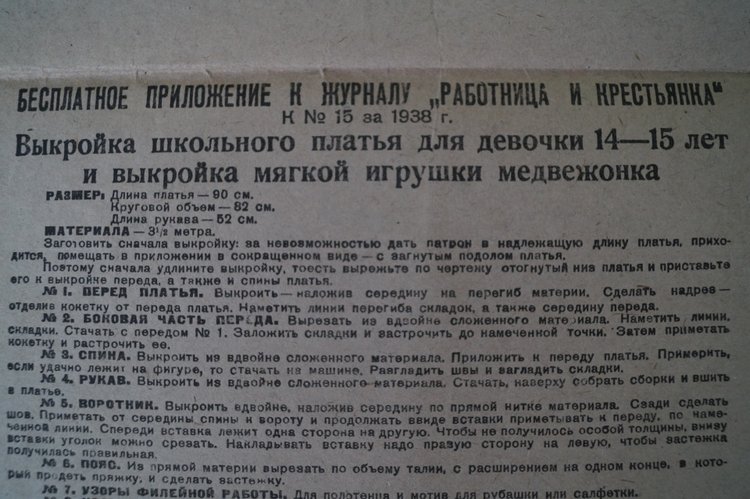 БЕСПЛАТНОЕ ПРИЛОЖЕНИЕ К ЖУРНАЛУ „РАБОТНИЦА И КРЕСТЬЯНКА“
К № 15 за 1938 г.
Выкройка школьного платья для девочки 14—15 лет
и выкройка мягкой игрушки медвежонка
РАЗМЕР: Длина платья — 90 см.
Круговой объем — 82 см.
Длина рукава — 52 см.
МАТЕРИАЛА — 3½ метра.
Заготовить сначала выкройку: за невозможностью дать патрон в надлежащую длину платья, прихо-
дится, помещать в приложении в сокращенном виде — с загнутым подолом платья.
Поэтому сначала удлините выкройку, тоесть вырежьте по чертежу отогнутый низ платья и приставьте
его к выкройке переда, а также и спины платья.
№ 1. ПЕРЕД ПЛАТЬЯ. Выкроить — наложив середину на перегиб материи. Сделать надрез —
отделив кокетку от переда платья. Наметить линии перегиба складок, а также середину переда.
№ 2. БОКОВАЯ ЧАСТЬ ПЕРЕДА. Вырезать из вдвойне сложенного материала. Наметить линии,
складки. Стачать с передом № 1. Заложить складки и застрочить до намеченной точки. Затем приметать
кокетку и расстрочить ее.
№ 3. СПИНА. Выкроить из вдвойне сложенного материала. Приложить к переду платья. Примерить,
если удачно лежит на фигуре, то стачать на машине. Разгладить швы и загладить складки.
№ 4. РУКАВ. Выкроить из вдвойне сложенного материала. Стачать, наверху собрать сборки и вшить
в платье.
№ 5. ВОРОТНИК. Выкроить вдвойне, наложив середину по прямой нитке материала. Сзади сделать
шов. Приметать от середины спины к вороту и продолжать ввиде вставки приметывать к переду, по наме-
ченной линии. Спереди вставка лежит одна сторона на другую. Чтобы не получилось особой толщины, внизу
вставки уголок можно срезать. Накладывать вставку надо правую сторону на левую, чтобы застежка
получилась правильная.
№ 6. ПОЯС. Из прямой материи вырезать по объему талии, с расширением на одном конце, в кото-
рый продеть пряжку, и сделать застежку.
№ 7. УЗОРЫ ФИЛЕЙНОЙ РАБОТЫ. Для полотенца и мотив для рубашки или салфетки.